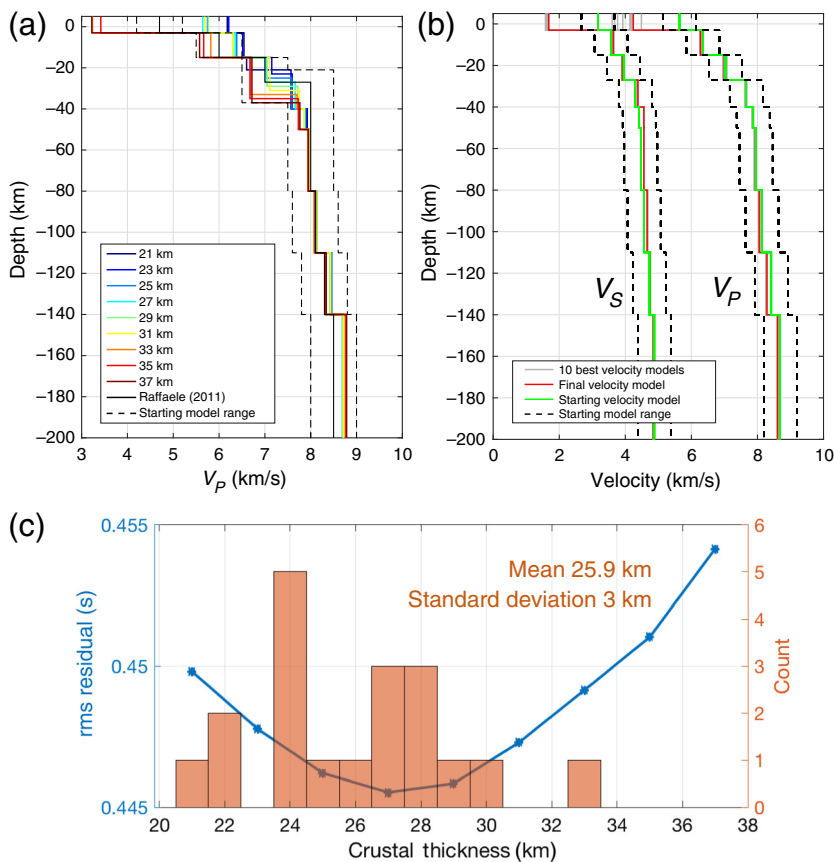 (a)
0
−20
−40
−60
−80
−100
−120
−140
−160
−180
−200
Depth (km)
21 km
23 km
25 km
27 km
29 km
31 km
33 km
35 km
37 km
Raffaele (2011)
Starting model range
3 4 5 6 7 8 9 10
V_P (km/s)
(b)
0
−20
−40
−60
−80
−100
−120
−140
−160
−180
−200
Depth (km)
V_S
V_P
10 best velocity models
Final velocity model
Starting velocity model
Starting model range
0 2 4 6 8 10
Velocity (km/s)
(c)
0.455
0.45
0.445
rms residual (s)
Mean 25.9 km
Standard deviation 3 km
6
5
4
3
2
1
0
Count
20 22 24 26 28 30 32 34 36 38
Crustal thickness (km)